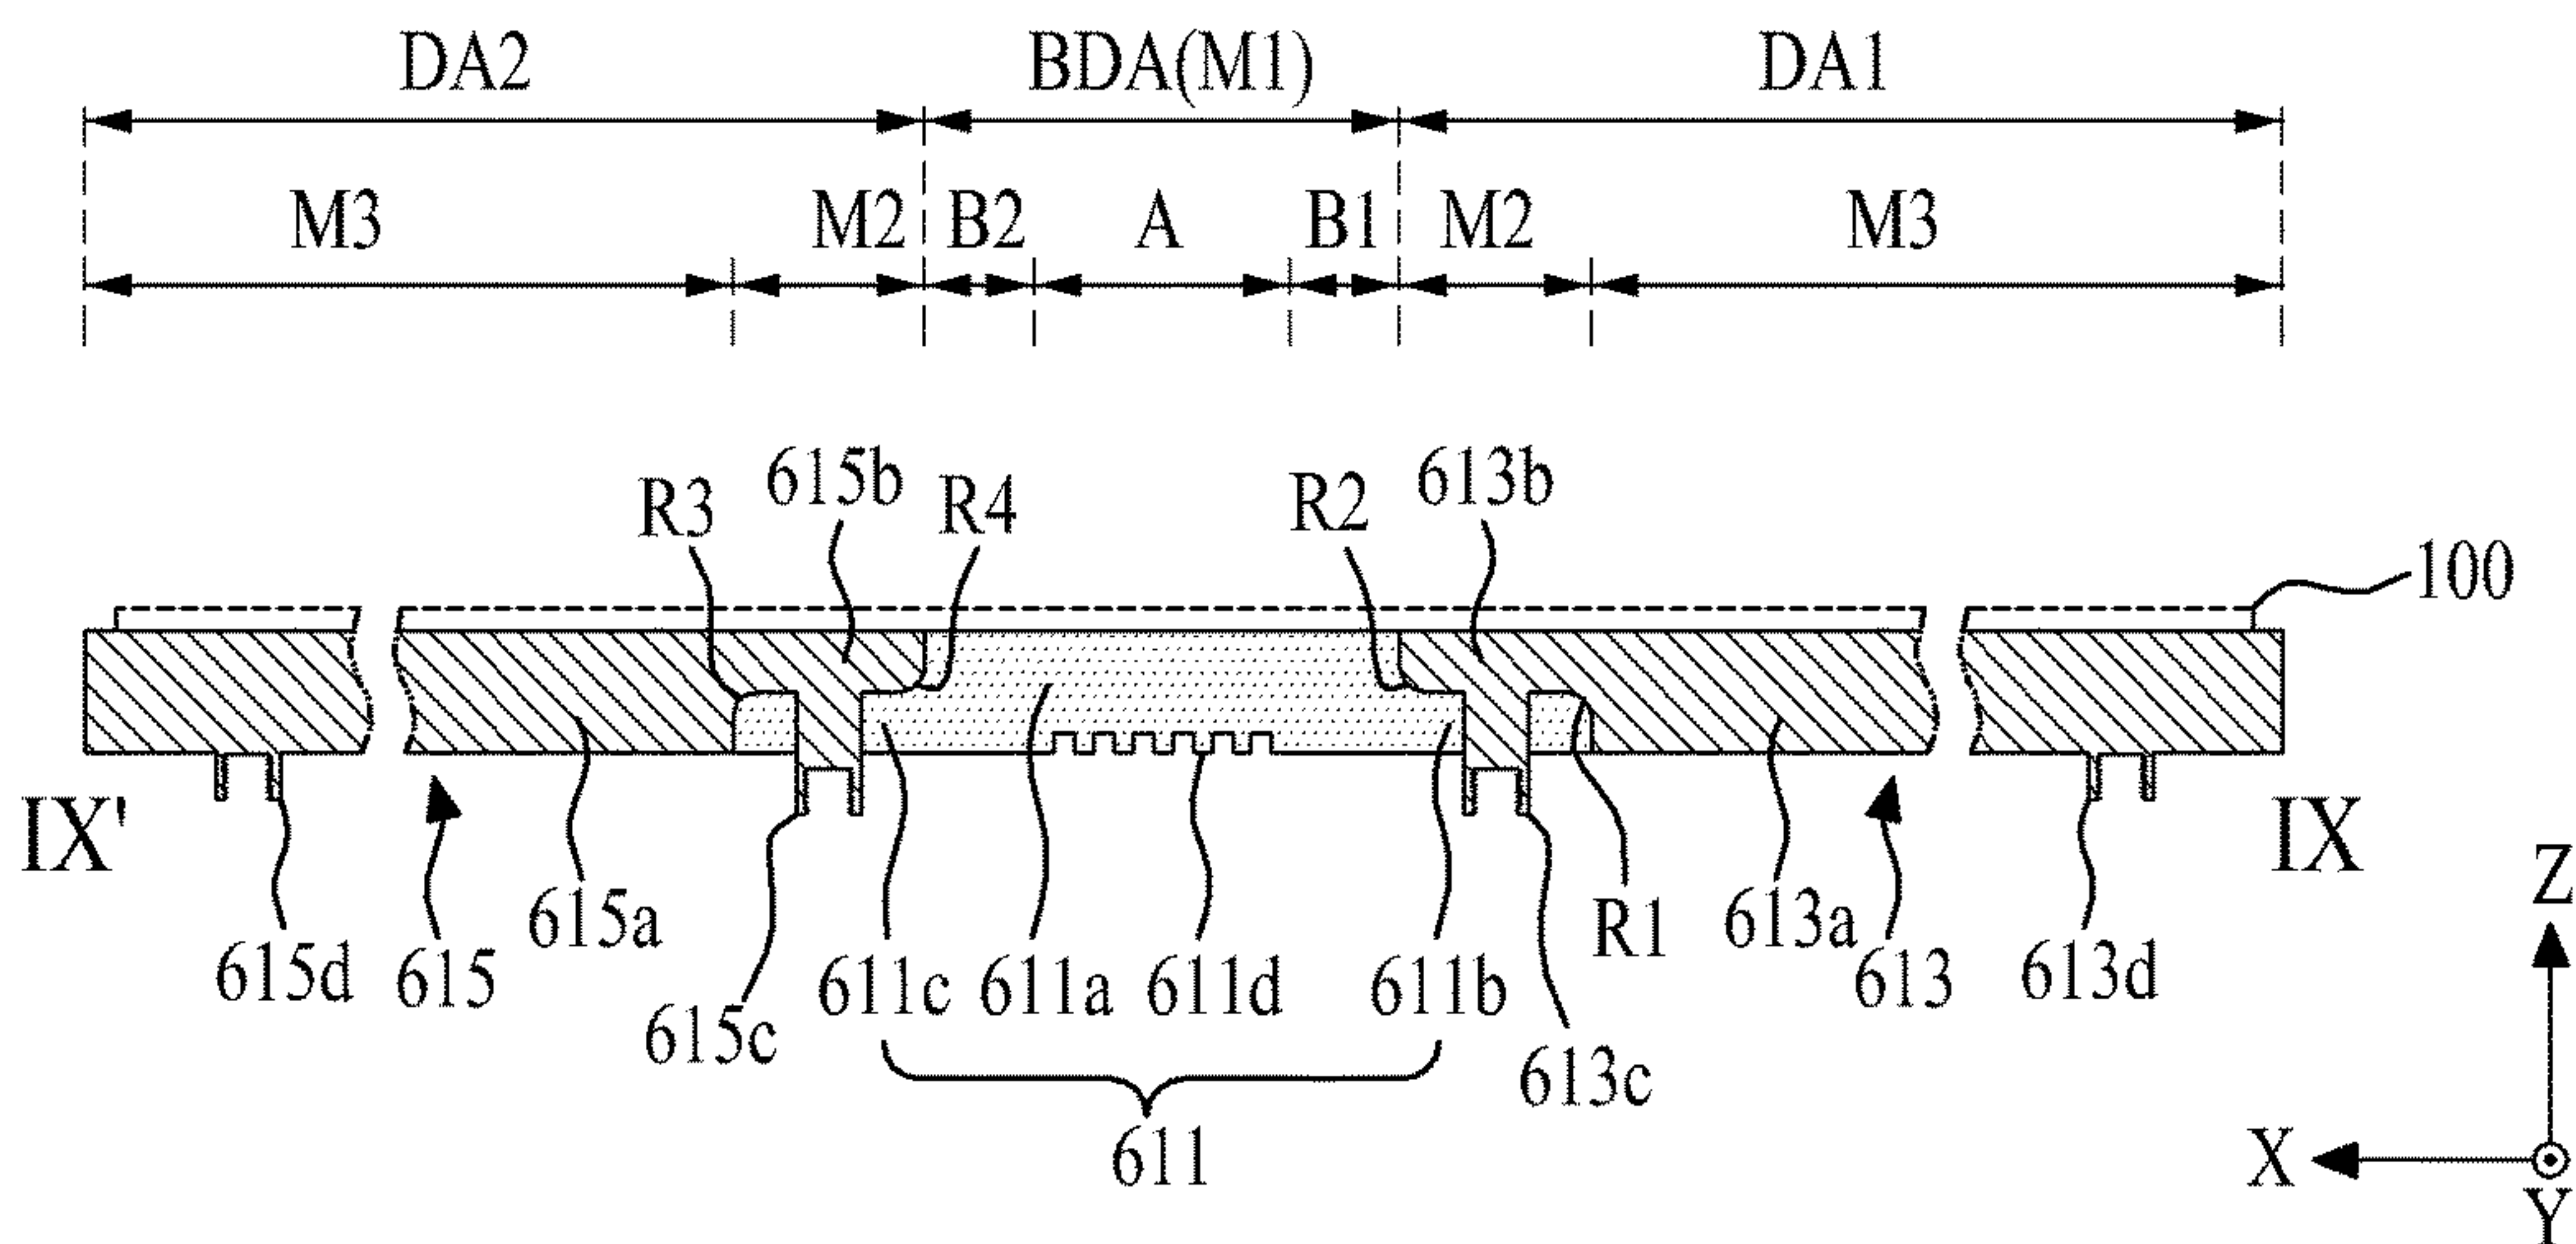 DA2 BDA(M1) DA1
M3 M2 B2 A B1 M2 M3
R3 615b R4 R2 613b 100
IX' IX
615d 615 615a 615c 611c 611a 611d 611b 613c R1 613a 613 613d
611
Z
X
Y